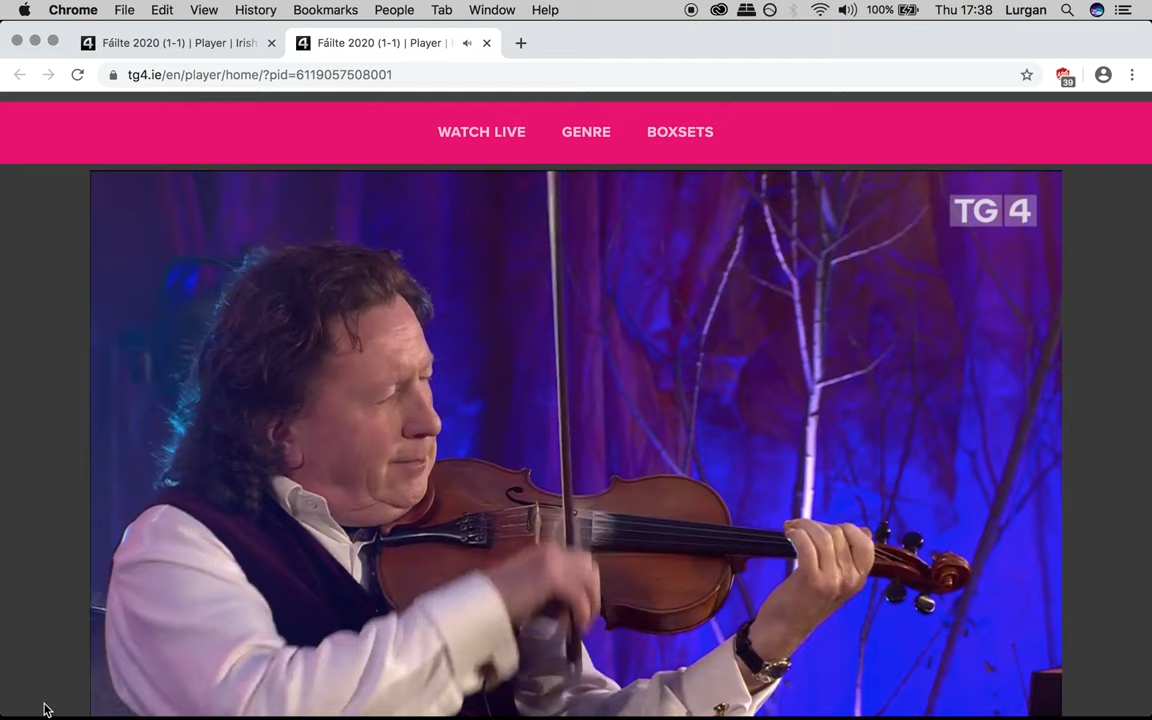 Chrome File Edit View History Bookmarks People Tab Window Help 100% Thu 17:38 Lurgan
4 Fáilte 2020 (1-1) | Player | Irish 4 Fáilte 2020 (1-1) | Player |
tg4.ie/en/player/home/?pid=6119057508001 39
WATCH LIVE GENRE BOXSETS
TG4